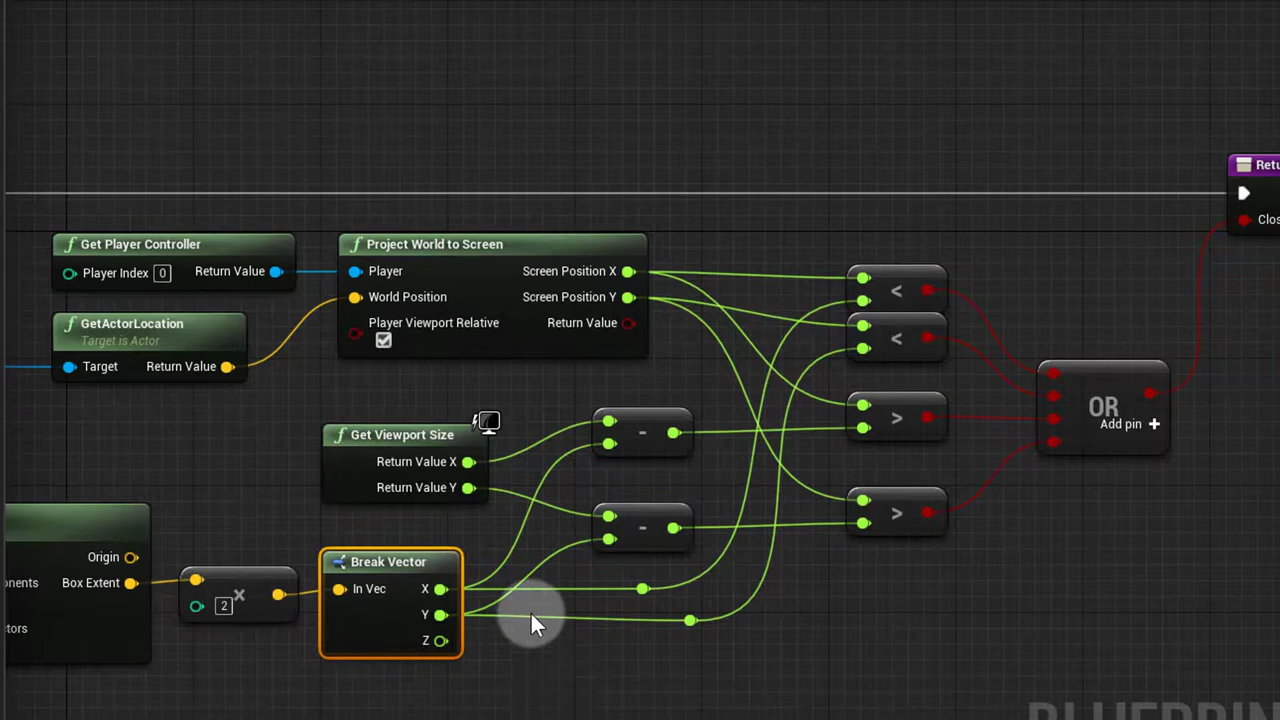 Retu
Clos
Get Player Controller
Player Index 0
Return Value
GetActorLocation
Target is Actor
Target
Return Value
Project World to Screen
Player
Screen Position X
World Position
Screen Position Y
Player Viewport Relative
Return Value
Get Viewport Size
Return Value X
Return Value Y
<
<
>
>
-
-
OR
Add pin +
Origin
onents
Box Extent
ctors
×
2
Break Vector
In Vec
X
Y
Z
BLUEPRIN